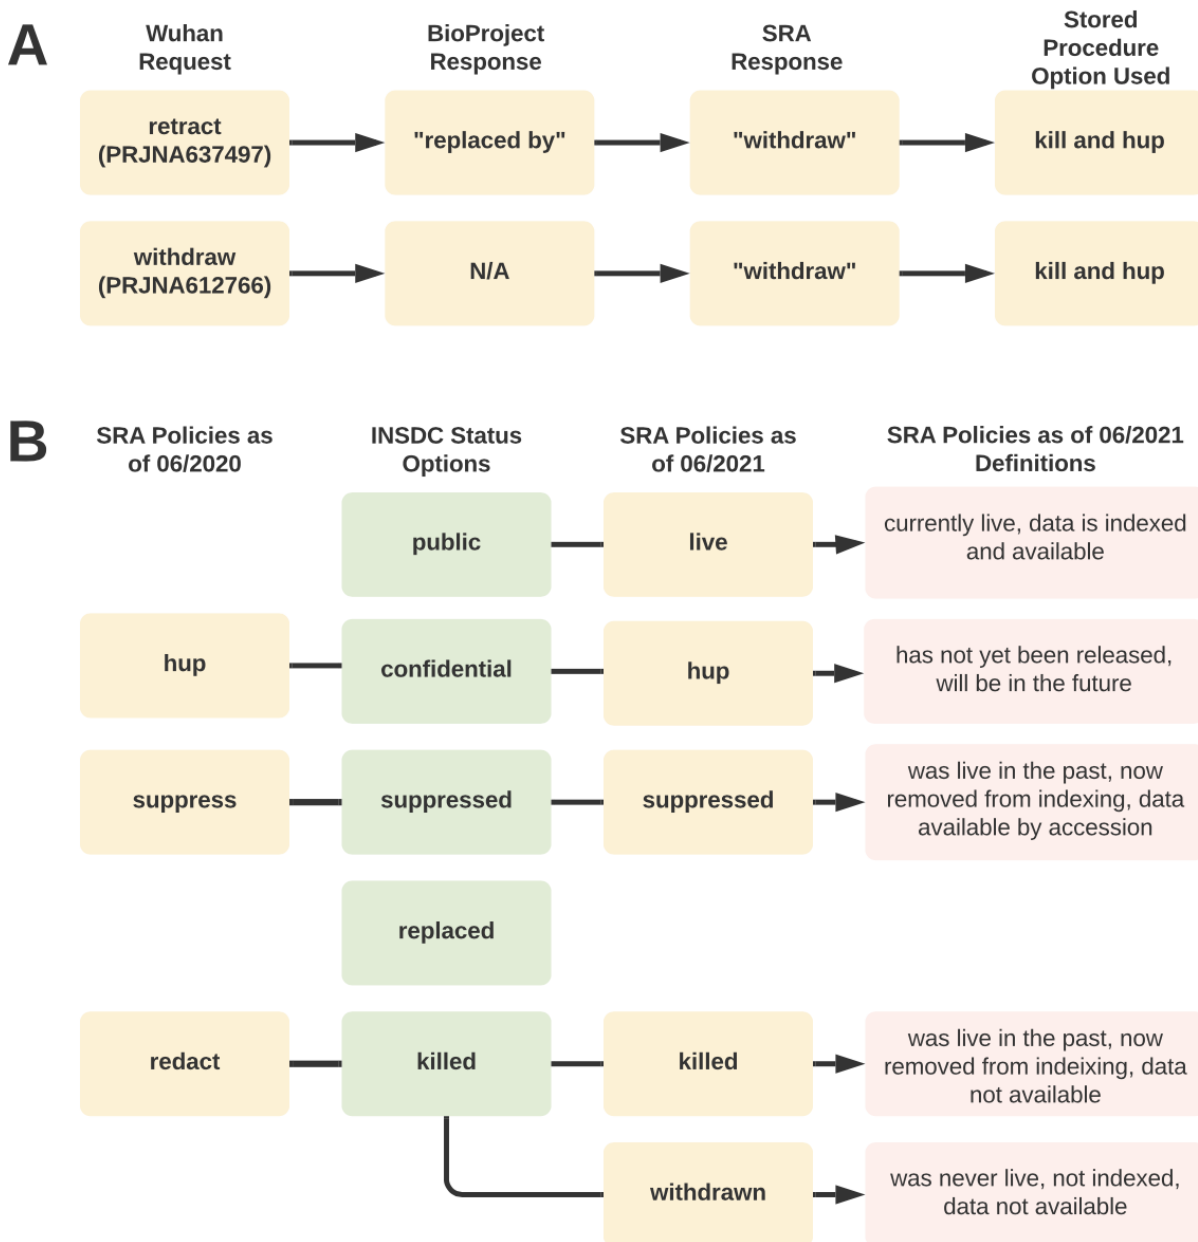 A
Wuhan
Request
BioProject
Response
SRA
Response
Stored
Procedure
Option Used
retract
(PRJNA637497)
"replaced by"
"withdraw"
kill and hup
withdraw
(PRJNA612766)
N/A
"withdraw"
kill and hup
B
SRA Policies as
of 06/2020
INSDC Status
Options
SRA Policies as
of 06/2021
SRA Policies as of 06/2021
Definitions
public
live
currently live, data is indexed
and available
hup
confidential
hup
has not yet been released,
will be in the future
suppress
suppressed
suppressed
was live in the past, now
removed from indexing, data
available by accession
replaced
redact
killed
killed
was live in the past, now
removed from indeixing, data
not available
withdrawn
was never live, not indexed,
data not available